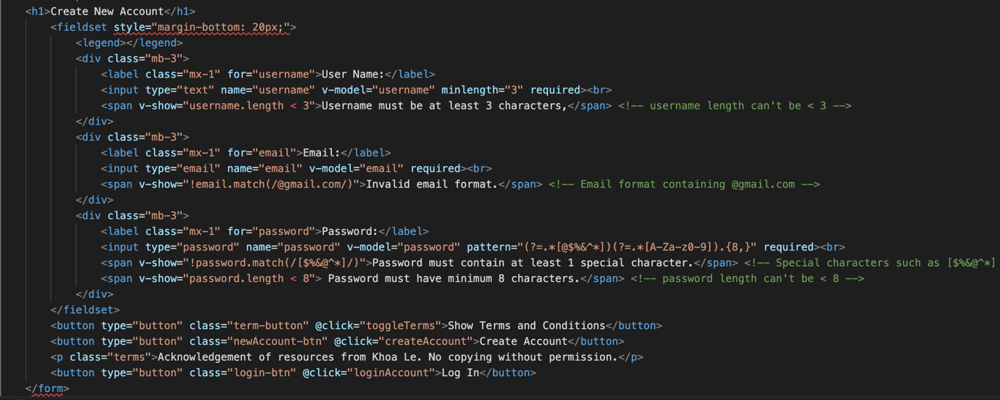 <h1>Create New Account</h1>
<fieldset style="margin-bottom: 20px;">
<legend></legend>
<div class="mb-3">
<label class="mx-1" for="username">User Name:</label>
<input type="text" name="username" v-model="username" minlength="3" required><br>
<span v-show="username.length < 3">Username must be at least 3 characters,</span> <!-- username length can't be < 3 -->
</div>
<div class="mb-3">
<label class="mx-1" for="email">Email:</label>
<input type="email" name="email" v-model="email" required><br>
<span v-show="!email.match(/@gmail.com/)">Invalid email format.</span> <!-- Email format containing @gmail.com -->
</div>
<div class="mb-3">
<label class="mx-1" for="password">Password:</label>
<input type="password" name="password" v-model="password" pattern="(?=.*[@$%&^*])(?=.*[A-Za-z0-9]).{8,}" required><br>
<span v-show="!password.match(/[$%&@^*]/)">Password must contain at least 1 special character.</span> <!-- Special characters such as [$%&@^*]
<span v-show="password.length < 8"> Password must have minimum 8 characters.</span> <!-- password length can't be < 8 -->
</div>
</fieldset>
<button type="button" class="term-button" @click="toggleTerms">Show Terms and Conditions</button>
<button type="button" class="newAccount-btn" @click="createAccount">Create Account</button>
<p class="terms">Acknowledgement of resources from Khoa Le. No copying without permission.</p>
<button type="button" class="login-btn" @click="loginAccount">Log In</button>
</form>